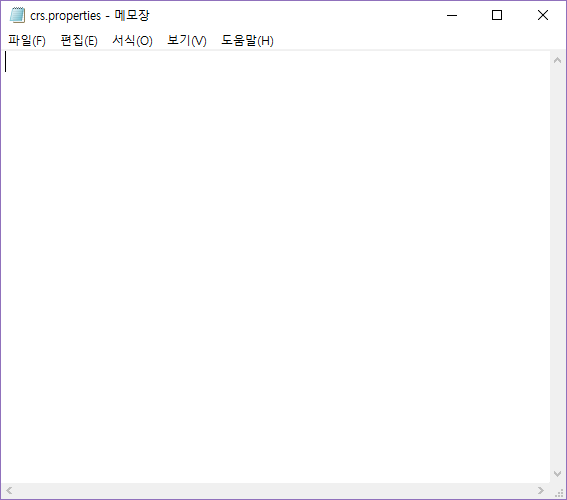 crs.properties - 메모장
파일(F) 편집(E) 서식(O) 보기(V) 도움말(H)